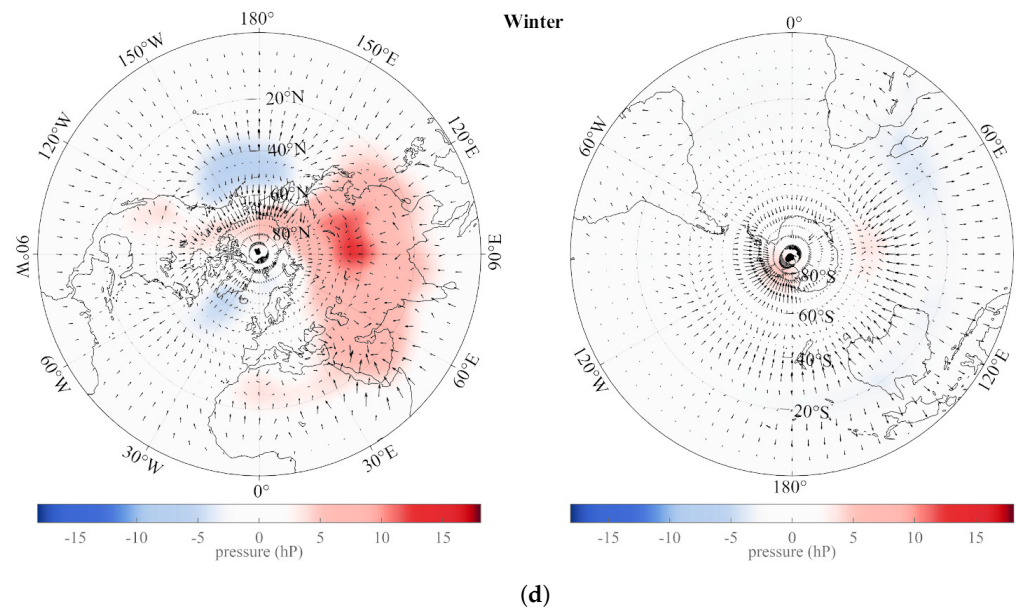 Winter
180°
150°W
150°E
120°W
120°E
90°W
90°E
60°W
60°E
30°W
30°E
0°
20°N
40°N
60°N
80°N
-15 -10 -5 0 5 10 15
pressure (hP)
0°
60°W
60°E
120°W
120°E
180°
80°S
60°S
40°S
20°S
-15 -10 -5 0 5 10 15
pressure (hP)
(d)